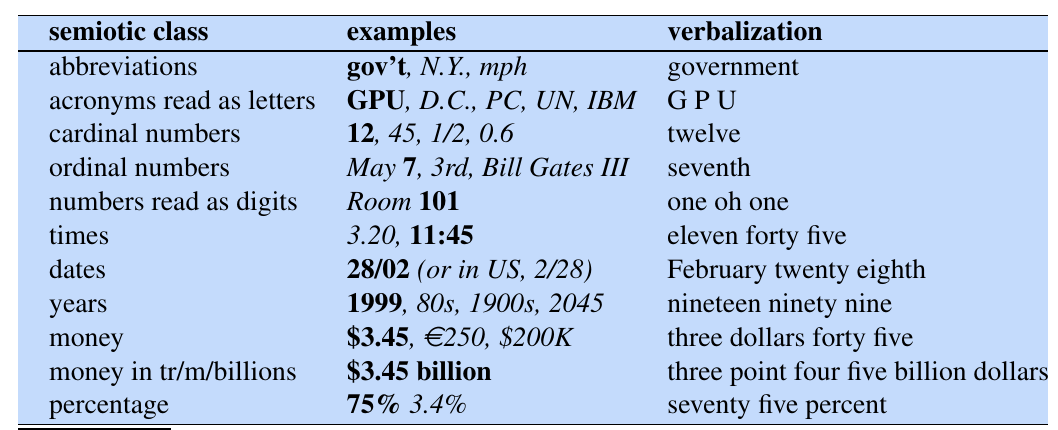 semiotic class examples verbalization
abbreviations gov't, N.Y., mph government
acronyms read as letters GPU, D.C., PC, UN, IBM G P U
cardinal numbers 12, 45, 1/2, 0.6 twelve
ordinal numbers May 7, 3rd, Bill Gates III seventh
numbers read as digits Room 101 one oh one
times 3.20, 11:45 eleven forty five
dates 28/02 (or in US, 2/28) February twenty eighth
years 1999, 80s, 1900s, 2045 nineteen ninety nine
money $3.45, €250, $200K three dollars forty five
money in tr/m/billions $3.45 billion three point four five billion dollars
percentage 75% 3.4% seventy five percent